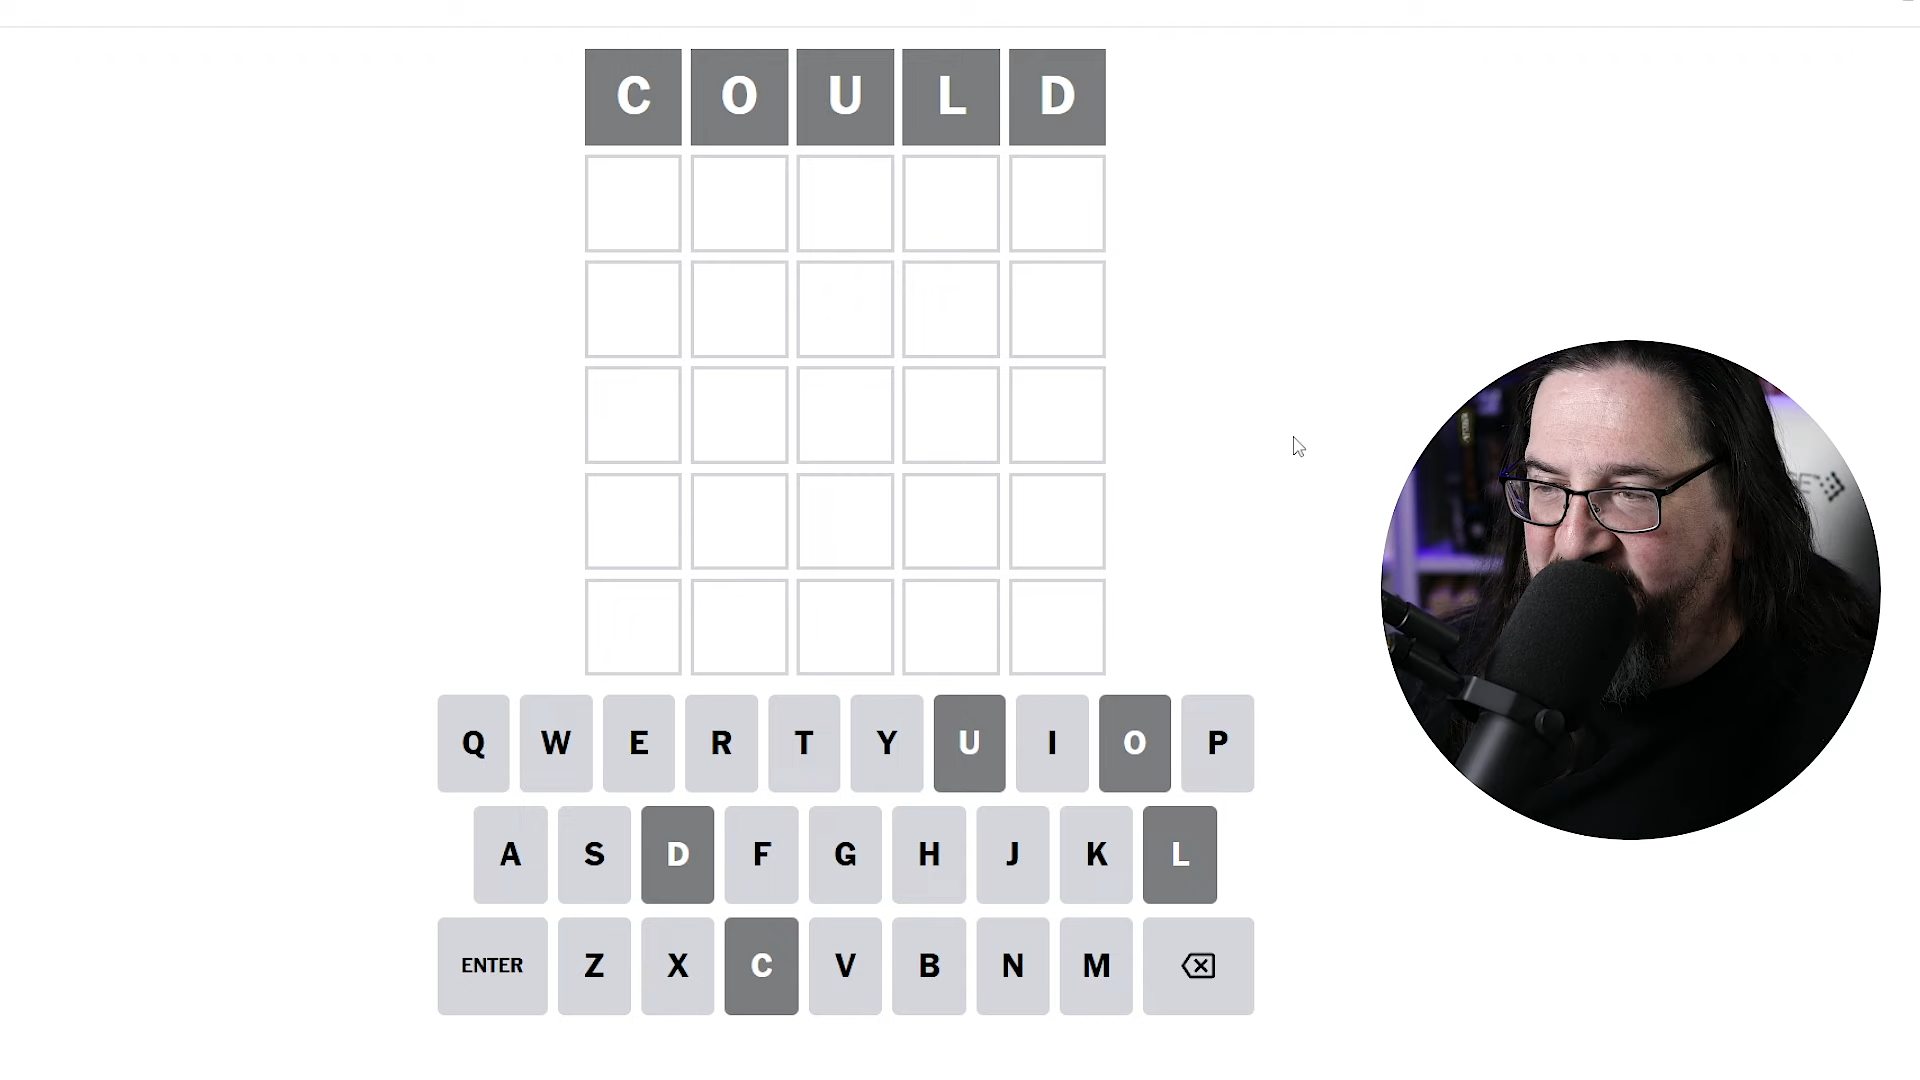 C O U L D
Q W E R T Y U I O P
A S D F G H J K L
ENTER Z X C V B N M